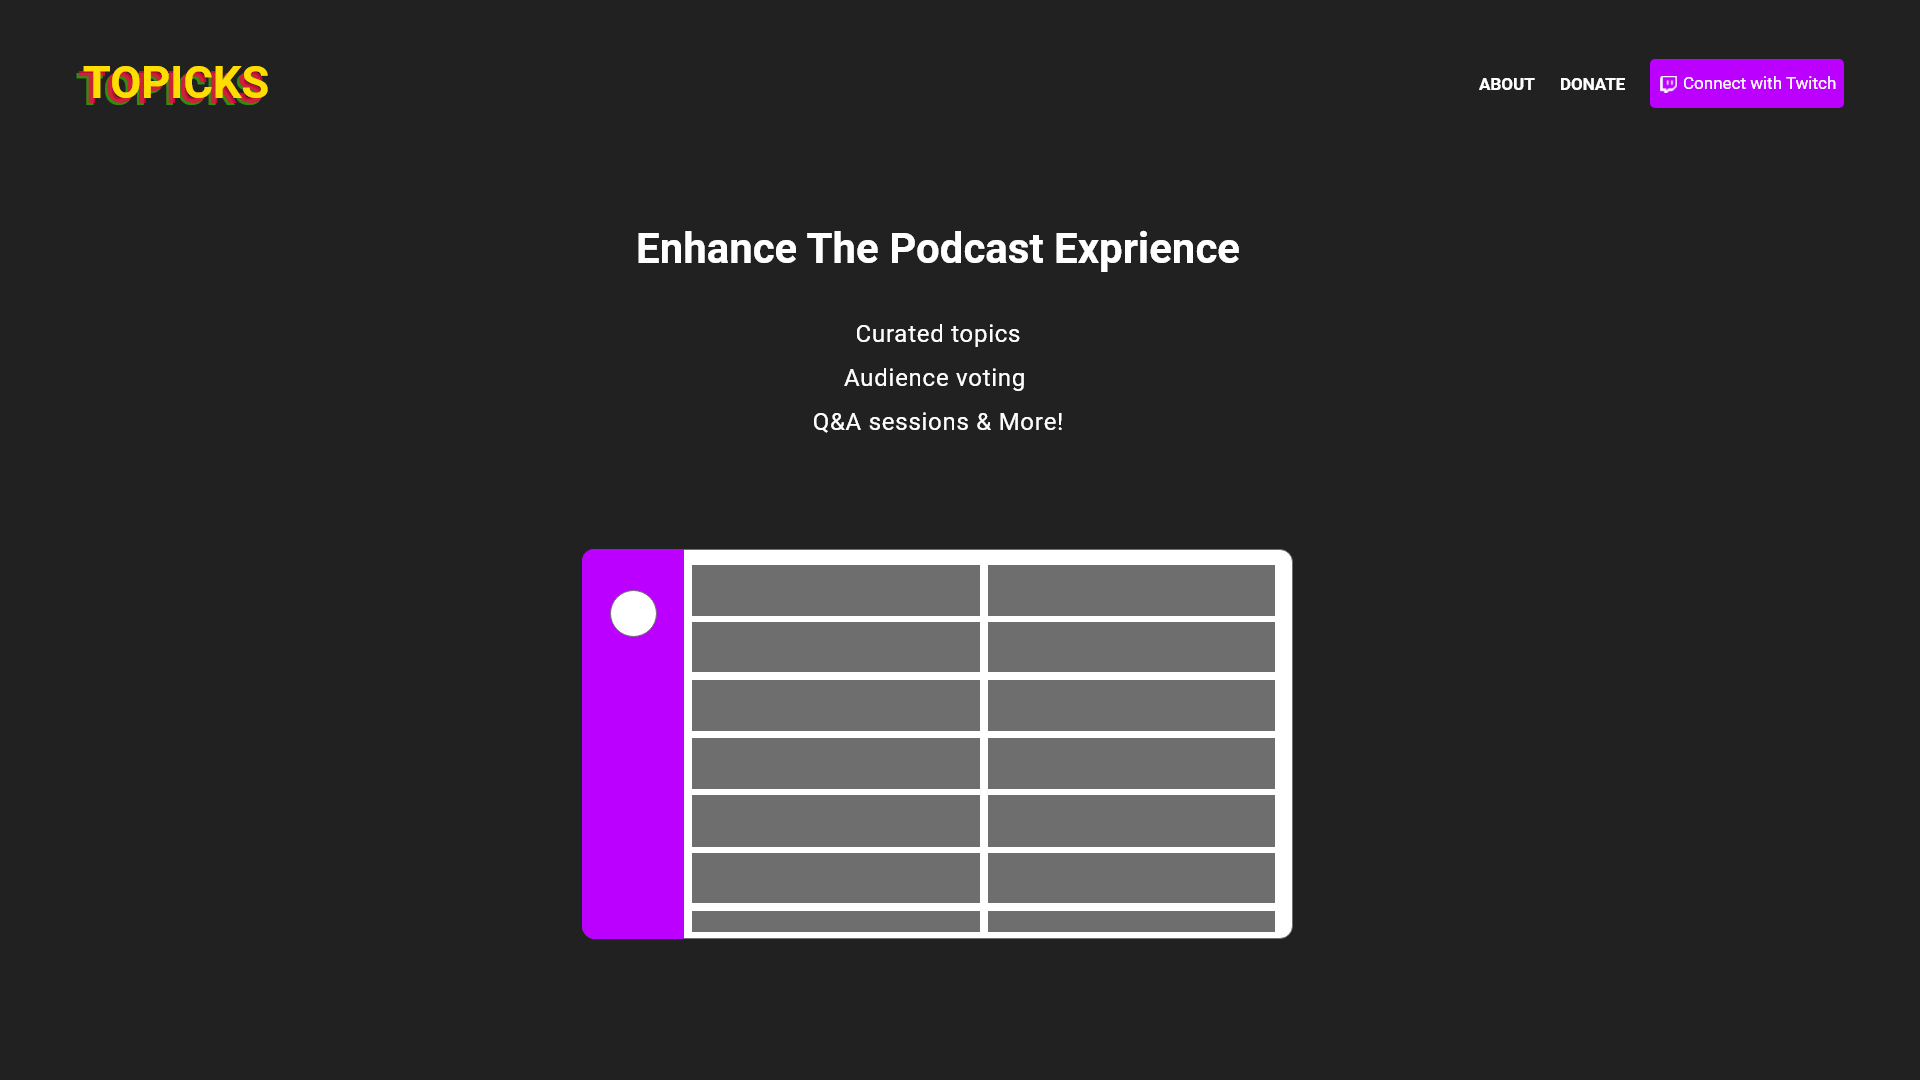 TOPICKS
ABOUT DONATE Connect with Twitch
Enhance The Podcast Exprience
Curated topics
Audience voting
Q&A sessions & More!